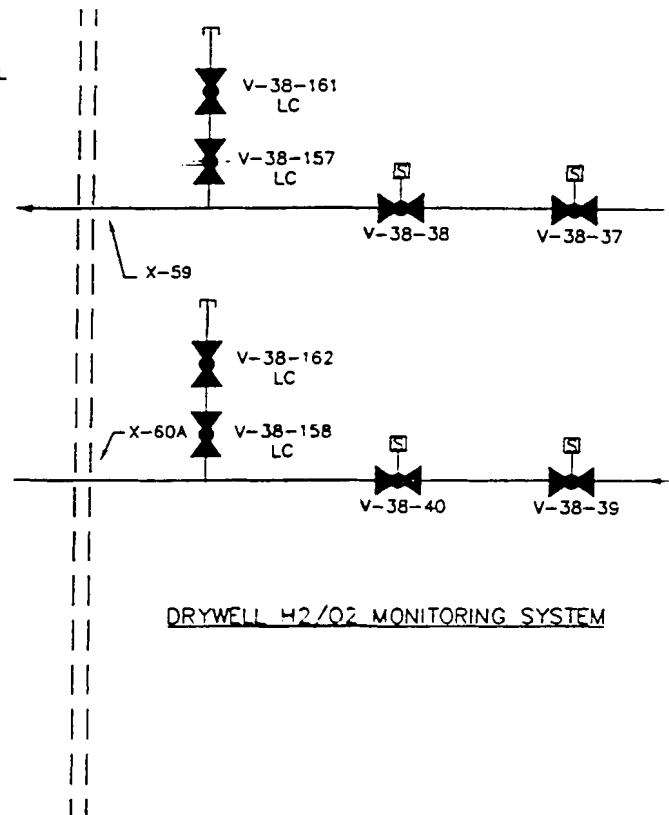 V-38-161
LC
V-38-157
LC
S
S
V-38-38
V-38-37
X-59
V-38-162
LC
X-60A
V-38-158
LC
S
S
V-38-40
V-38-39
DRYWELL H2/O2 MONITORING SYSTEM